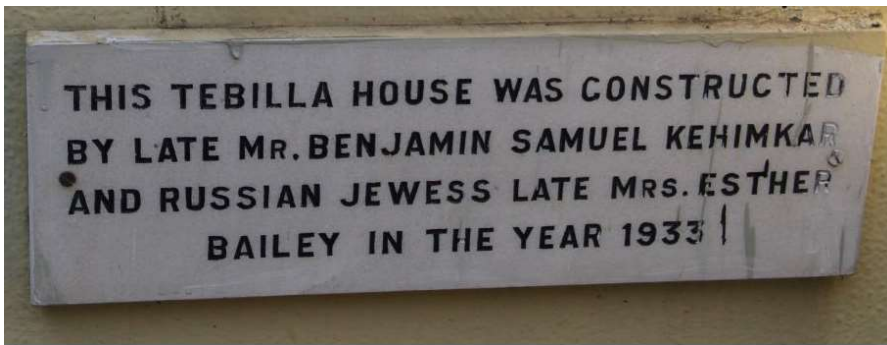 THIS TEBILLA HOUSE WAS CONSTRUCTED
BY LATE MR. BENJAMIN SAMUEL KEHIMKAR
AND RUSSIAN JEWESS LATE MRS. ESTHER
BAILEY IN THE YEAR 1933